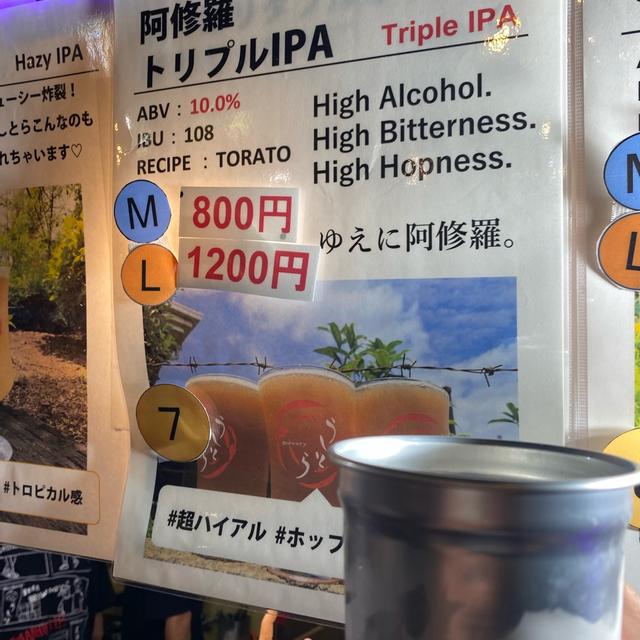 Hazy IPA
ューシー炸裂！
しとらこんなのも
れちゃいます♡
#トロピカル感
阿修羅
トリプルIPA
Triple IPA
ABV : 10.0%
IBU : 108
RECIPE : TORATO
High Alcohol.
High Bitterness.
High Hopness.
M 800円
L 1200円
ゆえに阿修羅。
7
うしとら
#超ハイアル #ホップ
L